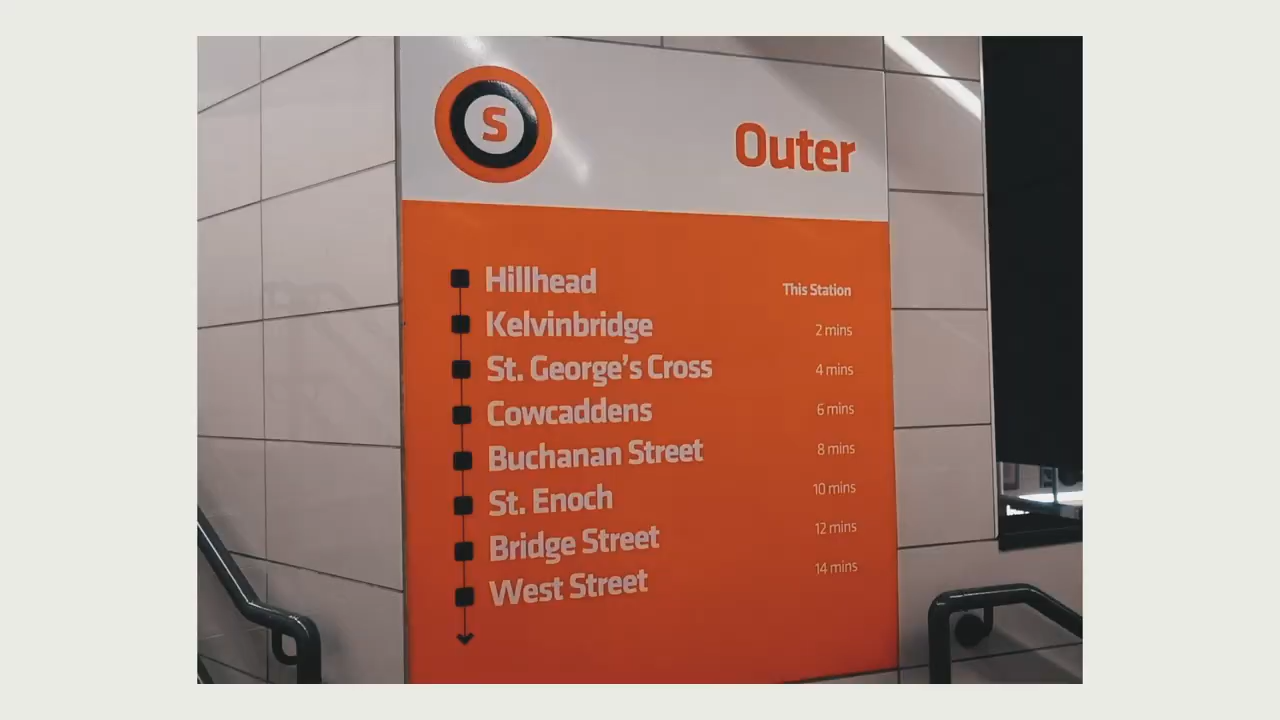 S
Outer
Hillhead This Station
Kelvinbridge 2 mins
St. George’s Cross 4 mins
Cowcaddens 6 mins
Buchanan Street 8 mins
St. Enoch 10 mins
Bridge Street 12 mins
West Street 14 mins